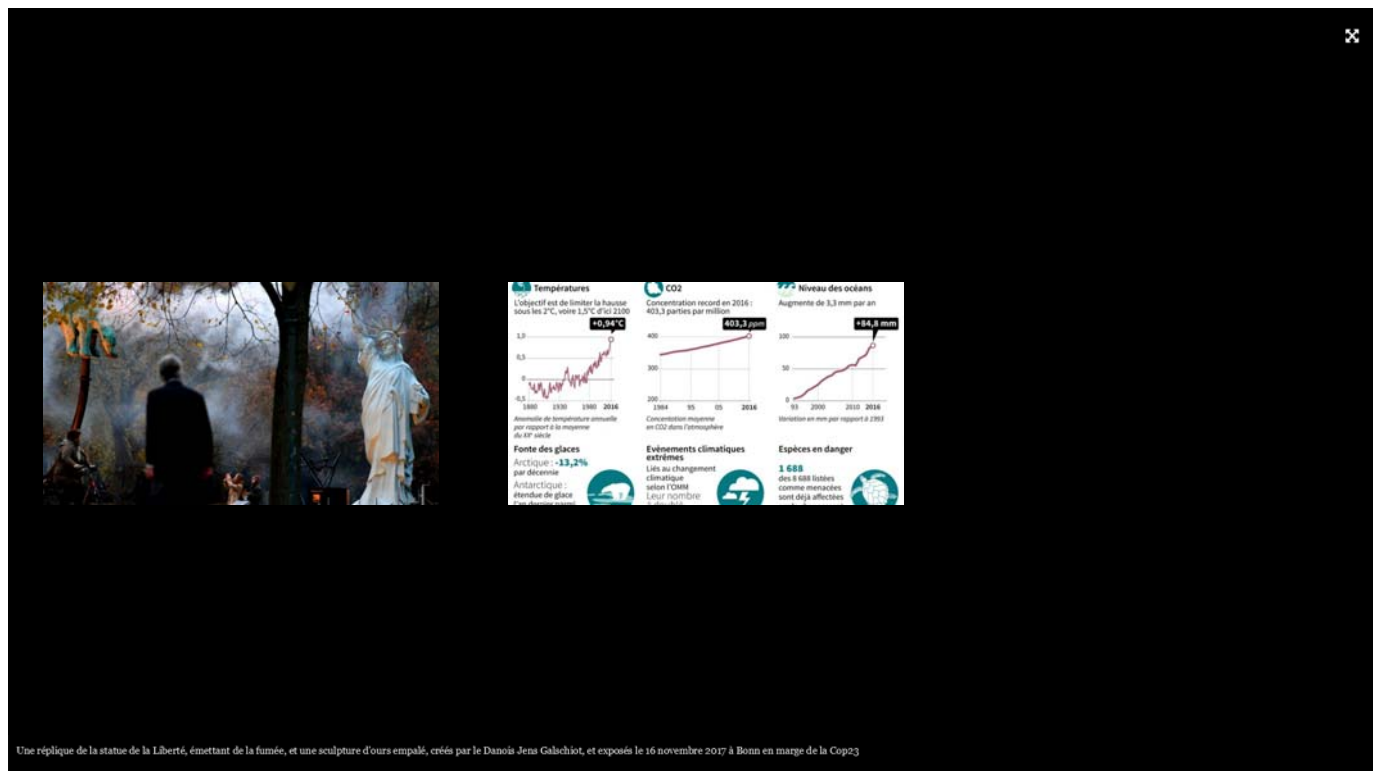 Températures
L'objectif est de limiter la hausse
sous les 2°C, voire 1,5°C d'ici 2100
+0,94°C
1,0
0,5
0
-0,5
1880 1930 1980 2016
Anomalie de température annuelle
par rapport à la moyenne
du XXe siècle
CO2
Concentration record en 2016 :
403,3 parties par million
403,3 ppm
400
300
200
1984 95 05 2016
Concentation moyenne
en CO2 dans l'atmosphère
Niveau des océans
Augmente de 3,3 mm par an
+84,8 mm
100
50
0
93 2000 2010 2016
Variation en mm par rapport à 1993
Fonte des glaces
Arctique : -13,2%
par décennie
Antarctique :
étendue de glace
Evènements climatiques
extrêmes
Liés au changement
climatique
selon l'OMM
Leur nombre
Espèces en danger
1 688
des 8 688 listées
comme menacées
sont déjà affectées
Une réplique de la statue de la Liberté, émettant de la fumée, et une sculpture d'ours empalé, créés par le Danois Jens Galschiot, et exposés le 16 novembre 2017 à Bonn en marge de la Cop23